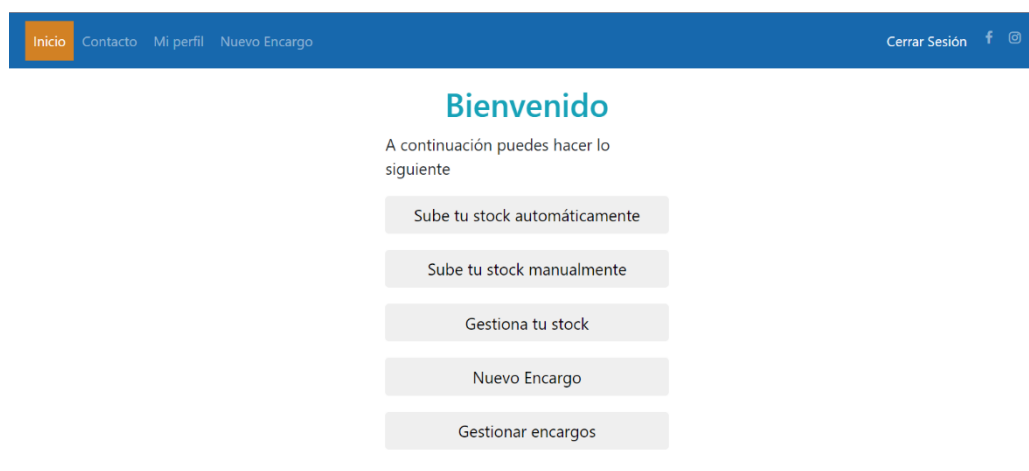 Inicio Contacto Mi perfil Nuevo Encargo Cerrar Sesión
Bienvenido
A continuación puedes hacer lo
siguiente
Sube tu stock automáticamente
Sube tu stock manualmente
Gestiona tu stock
Nuevo Encargo
Gestionar encargos